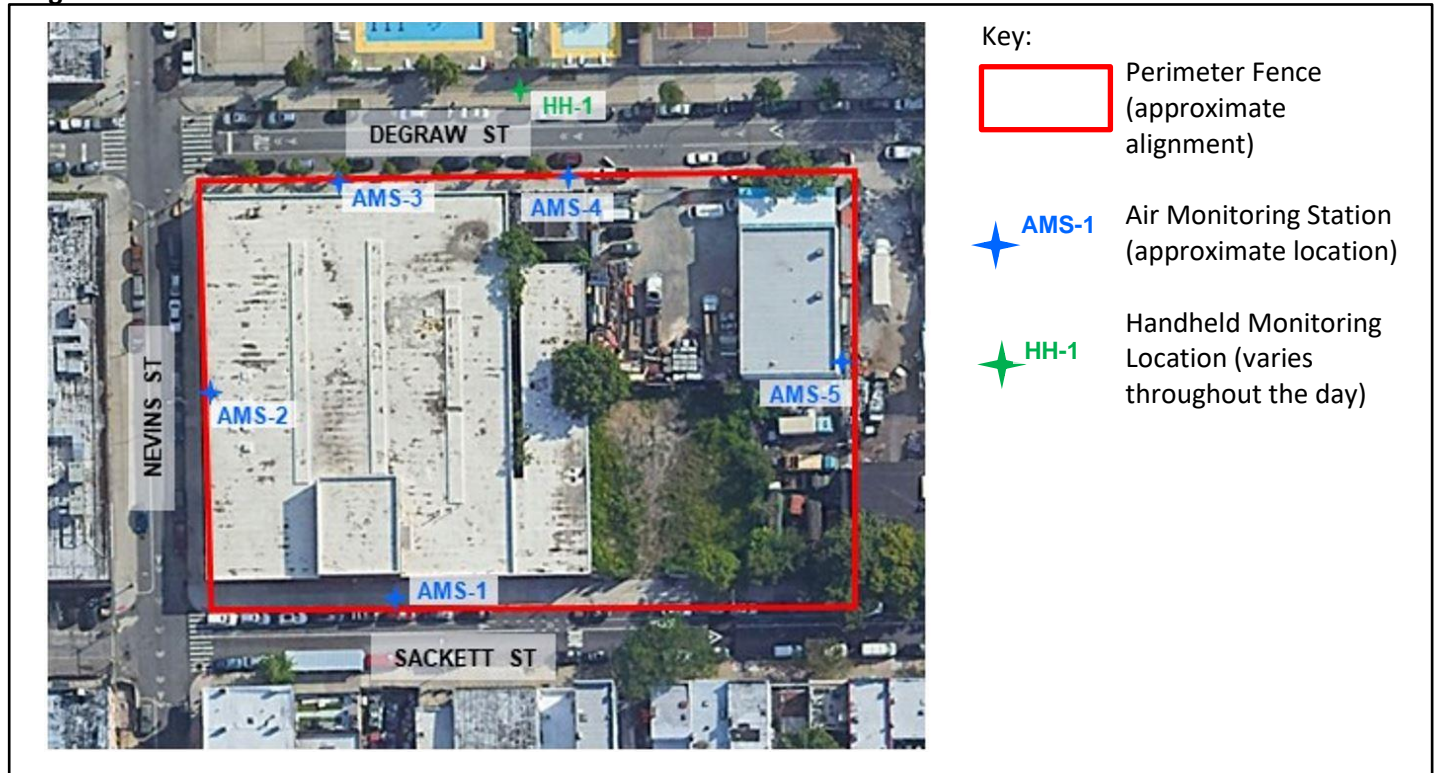 Key:
Perimeter Fence
(approximate
alignment)
AMS-1
Air Monitoring Station
(approximate location)
HH-1
Handheld Monitoring
Location (varies
throughout the day)
HH-1
DEGRAW ST
AMS-3
AMS-4
AMS-2
AMS-5
NEVINS ST
AMS-1
SACKETT ST